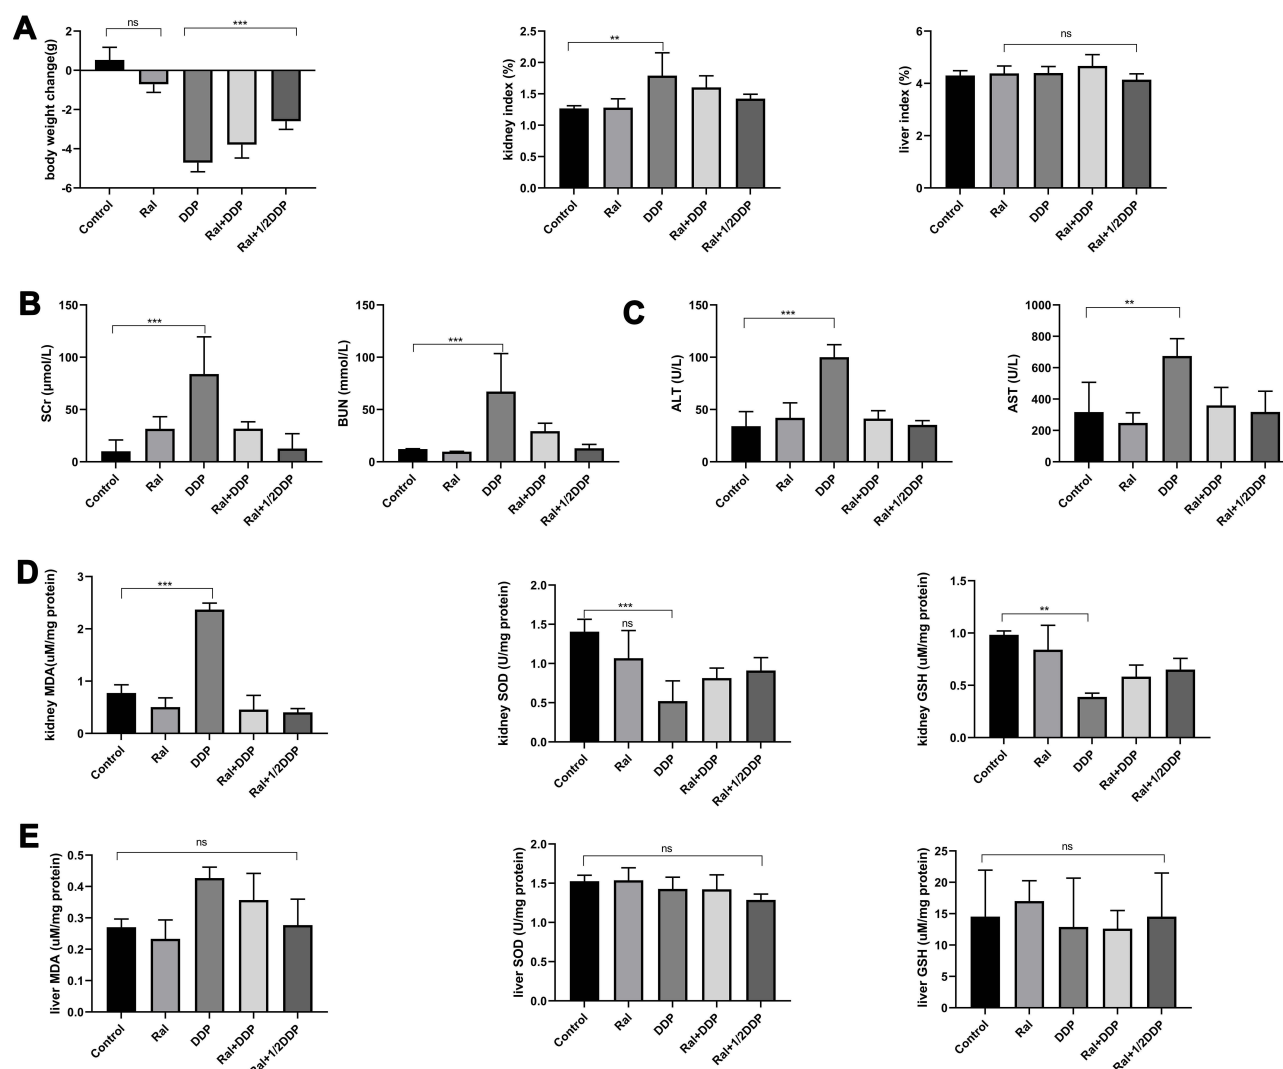 A
body weight change(g)
2
0
-2
-4
-6
ns
***
Control
Ral
DDP
Ral+DDP
Ral+1/2DDP
kidney index (%)
2.5
2.0
1.5
1.0
0.5
0.0
**
Control
Ral
DDP
Ral+DDP
Ral+1/2DDP
liver index (%)
6
4
2
0
ns
Control
Ral
DDP
Ral+DDP
Ral+1/2DDP
B
SCr (μmol/L)
150
100
50
0
***
Control
Ral
DDP
Ral+DDP
Ral+1/2DDP
BUN (mmol/L)
150
100
50
0
***
Control
Ral
DDP
Ral+DDP
Ral+1/2DDP
C
ALT (U/L)
150
100
50
0
***
Control
Ral
DDP
Ral+DDP
Ral+1/2DDP
AST (U/L)
1000
800
600
400
200
0
**
Control
Ral
DDP
Ral+DDP
Ral+1/2DDP
D
kidney MDA(uM/mg protein)
3
2
1
0
***
Control
Ral
DDP
Ral+DDP
Ral+1/2DDP
kidney SOD (U/mg protein)
2.0
1.5
1.0
0.5
0.0
***
ns
Control
Ral
DDP
Ral+DDP
Ral+1/2DDP
kidney GSH (uM/mg protein)
1.5
1.0
0.5
0.0
**
Control
Ral
DDP
Ral+DDP
Ral+1/2DDP
E
liver MDA (uM/mg protein)
0.5
0.4
0.3
0.2
0.1
0.0
ns
Control
Ral
DDP
Ral+DDP
Ral+1/2DDP
liver SOD (U/mg protein)
2.0
1.5
1.0
0.5
0.0
ns
Control
Ral
DDP
Ral+DDP
Ral+1/2DDP
liver GSH (uM/mg protein)
25
20
15
10
5
0
ns
Control
Ral
DDP
Ral+DDP
Ral+1/2DDP